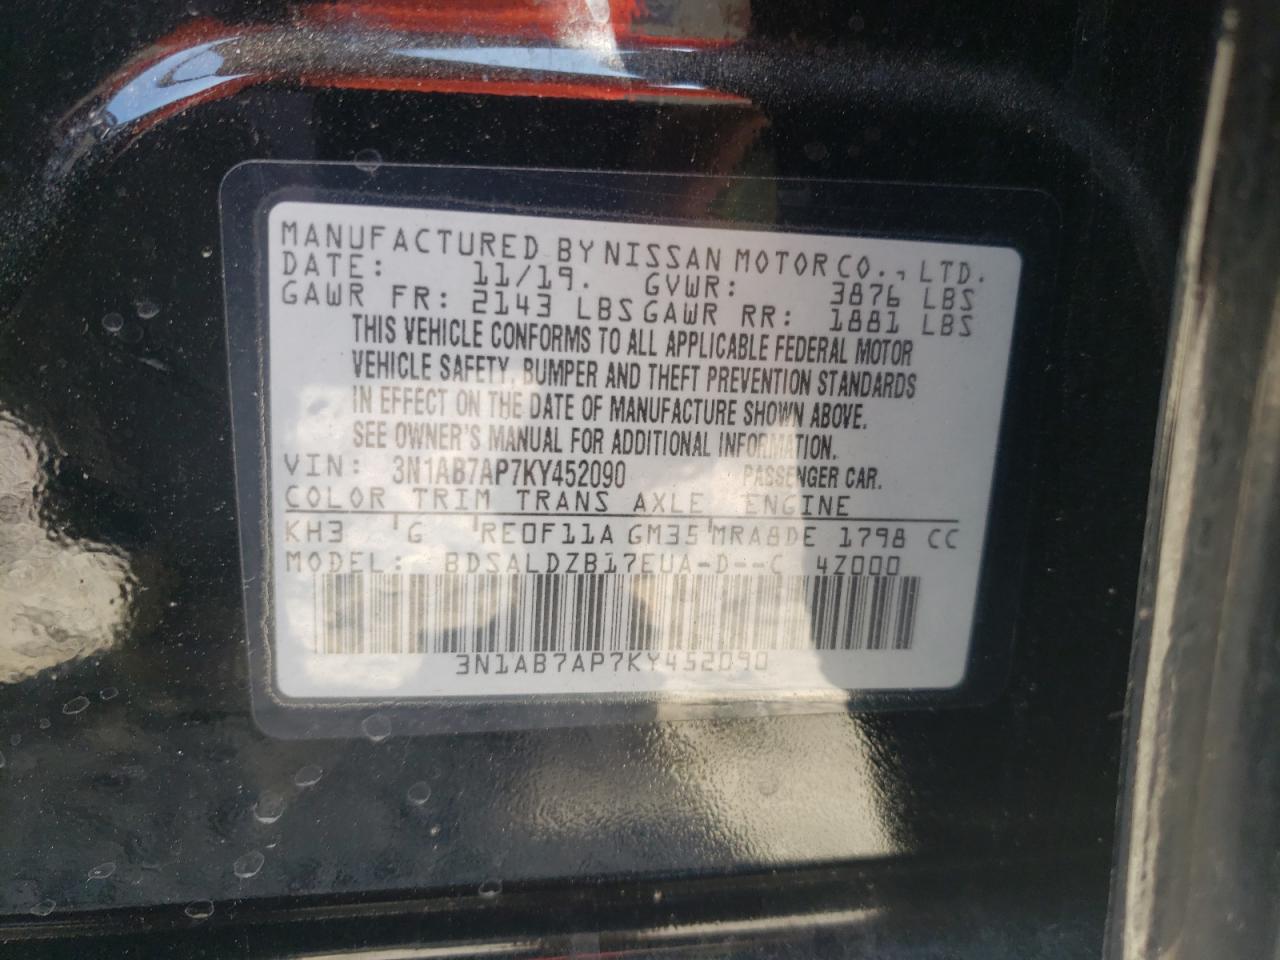 MANUFACTURED BY NISSAN MOTOR CO., LTD.
DATE: 11/19. GVWR: 3876 LBS
GAWR FR: 2143 LBS GAWR RR: 1881 LBS
THIS VEHICLE CONFORMS TO ALL APPLICABLE FEDERAL MOTOR
VEHICLE SAFETY, BUMPER AND THEFT PREVENTION STANDARDS
IN EFFECT ON THE DATE OF MANUFACTURE SHOWN ABOVE.
SEE OWNER'S MANUAL FOR ADDITIONAL INFORMATION.
VIN: 3N1AB7AP7KY452090 PASSENGER CAR.
COLOR TRIM TRANS AXLE ENGINE
KH3 'G 'RE0F11A GM35'MRA8DE 1798 CC
MODEL: BDSALDZB17EUA-D--C 4Z000
3N1AB7AP7KY452090